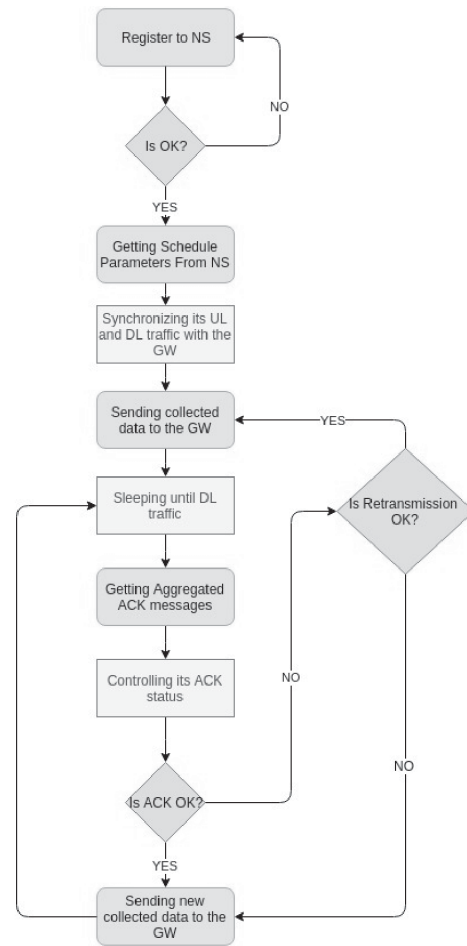 Register to NS
NO
Is OK?
YES
Getting Schedule
Parameters From NS
Synchronizing its UL
and DL traffic with the
GW
Sending collected
data to the GW
YES
Sleeping until DL
traffic
Is Retransmission
OK?
Getting Aggregated
ACK messages
Controlling its ACK
status
NO
NO
Is ACK OK?
YES
Sending new
collected data to the
GW